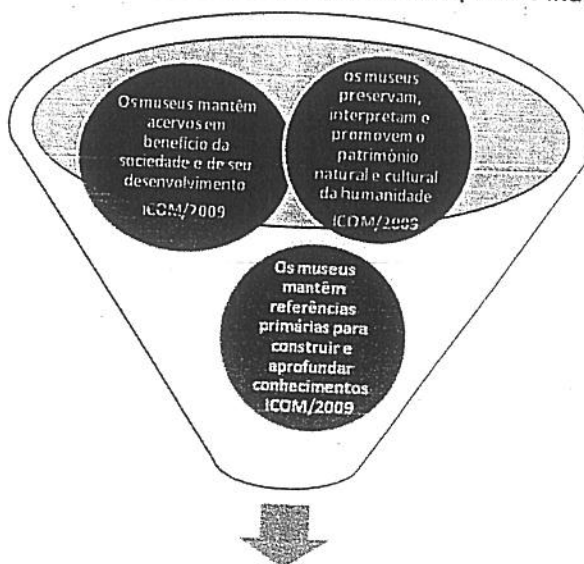 Os museus mantêm
acervos em
benefício da
sociedade e de seu
desenvolvimento
ICOM/2009
os museus
preservam,
interpretam e
promovem o
patrimônio
natural e cultural
da humanidade
ICOM/2009
Os museus
mantêm
referências
primárias para
construir e
aprofundar
conhecimentos
ICOM/2009